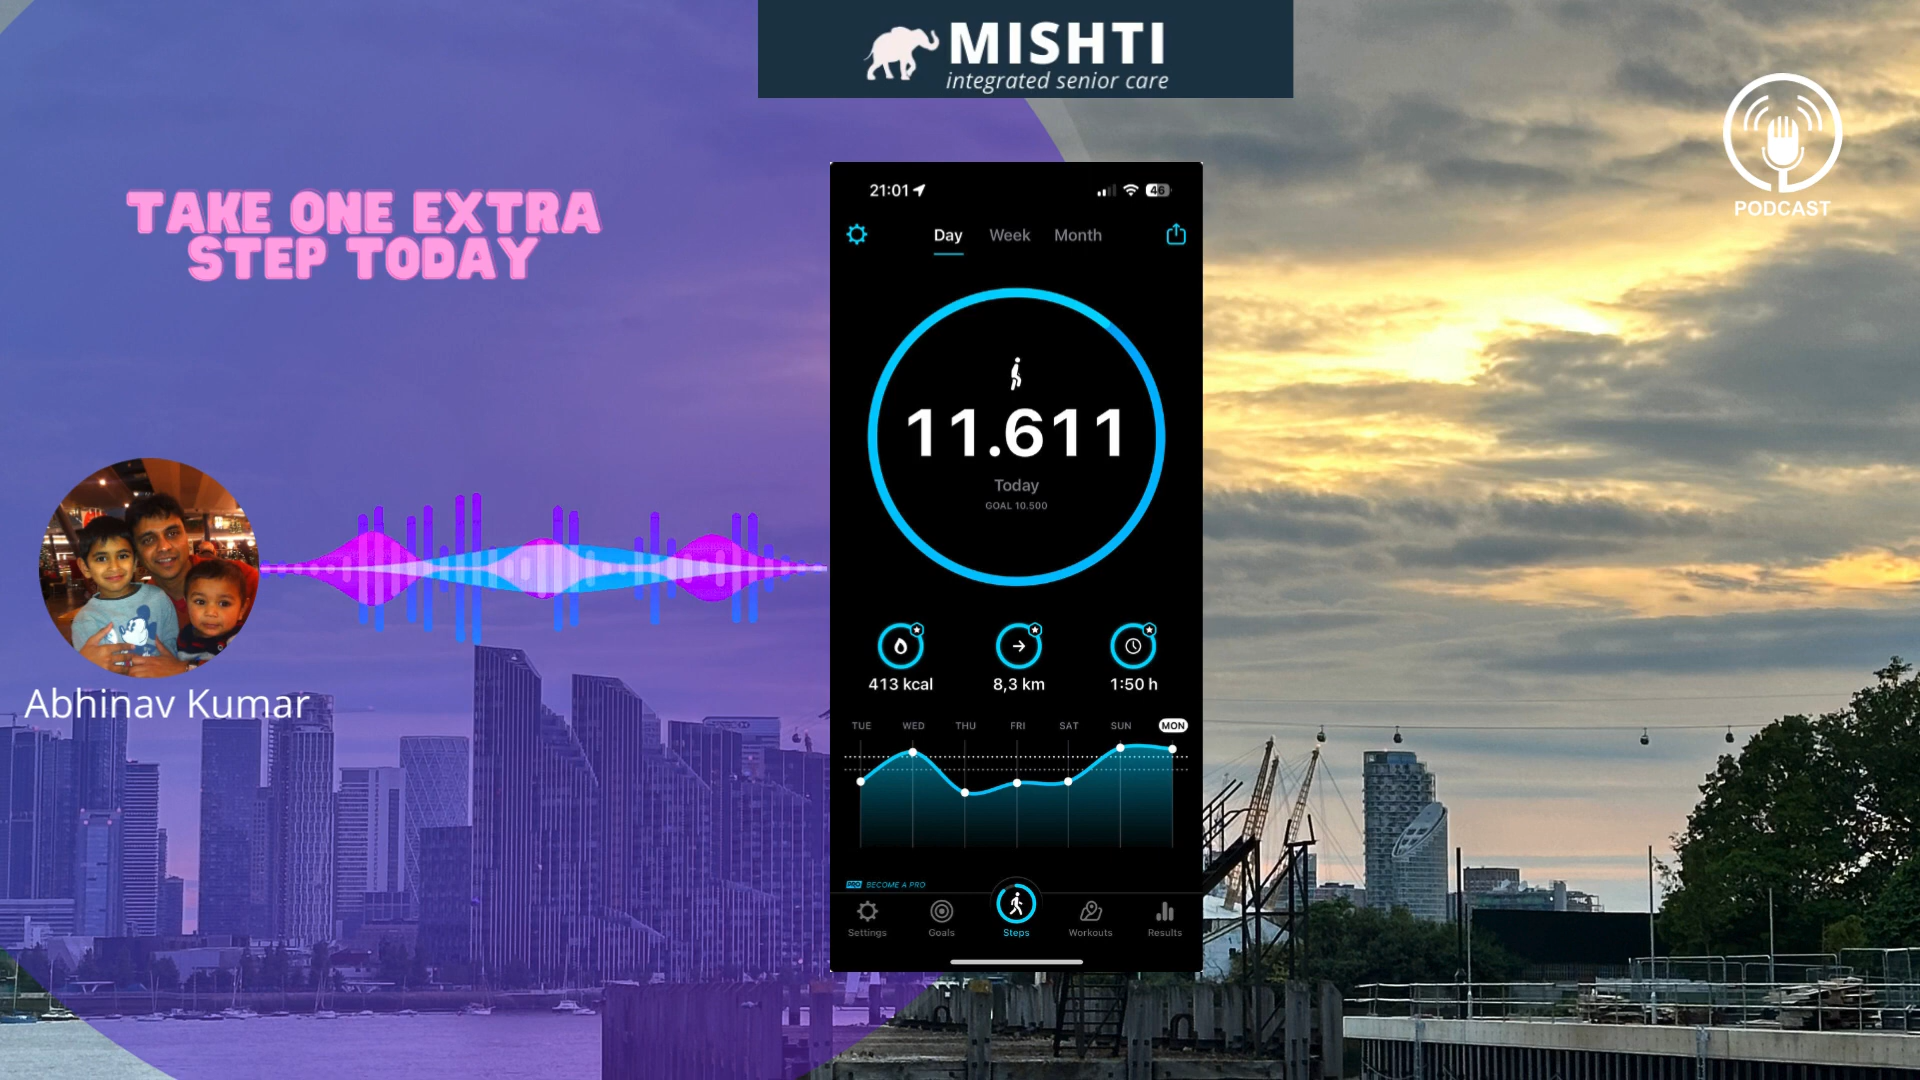 MISHTI
integrated senior care
PODCAST
TAKE ONE EXTRA
STEP TODAY
Abhinav Kumar
21:01 46
Day Week Month
11.611
Today
GOAL 10.500
413 kcal 8,3 km 1:50 h
TUE WED THU FRI SAT SUN MON
PRO BECOME A PRO
Settings Goals Steps Workouts Results